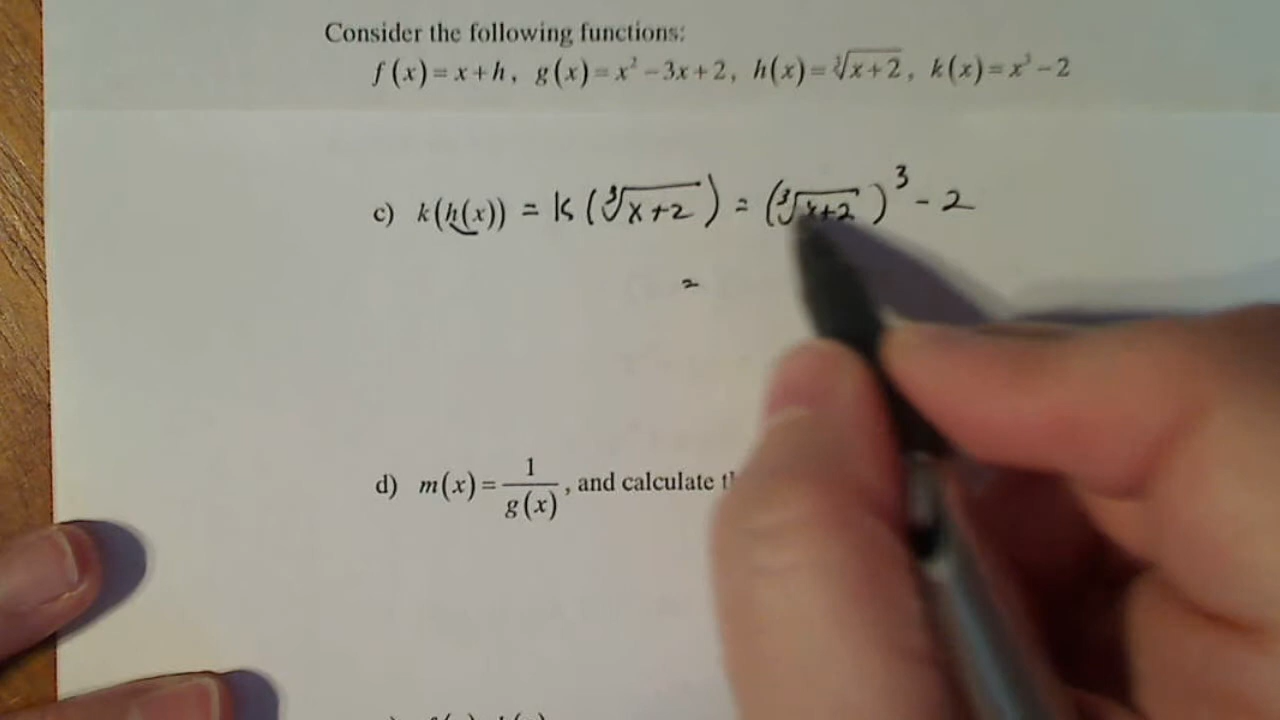 Consider the following functions:
f(x)=x+h, g(x)=x²−3x+2, h(x)=∛x+2, k(x)=x³−2
c) k(h(x)) = k(∛x+2) = (∛x+2)³ - 2
=
d) m(x)=1/g(x), and calculate